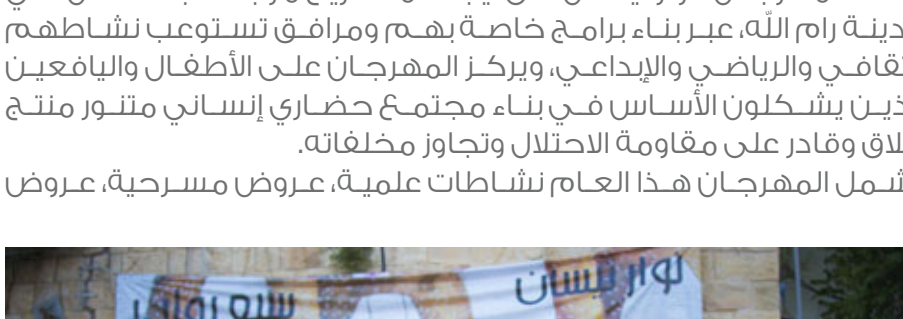 دينة رام الله، عبر بناء برامج خاصة بهم ومرافق تستوعب نشاطهم
ثقافي والرياضي والإبداعي، ويركز المهرجان على الأطفال واليافعين
ذين يشكلون الأساس في بناء مجتمع حضاري إنساني متنور منتج
لاق وقادر على مقاومة الاحتلال وتجاوز مخلفاته.
شمل المهرجان هذا العام نشاطات علمية، عروض مسرحية، عروض
نوار نيسان